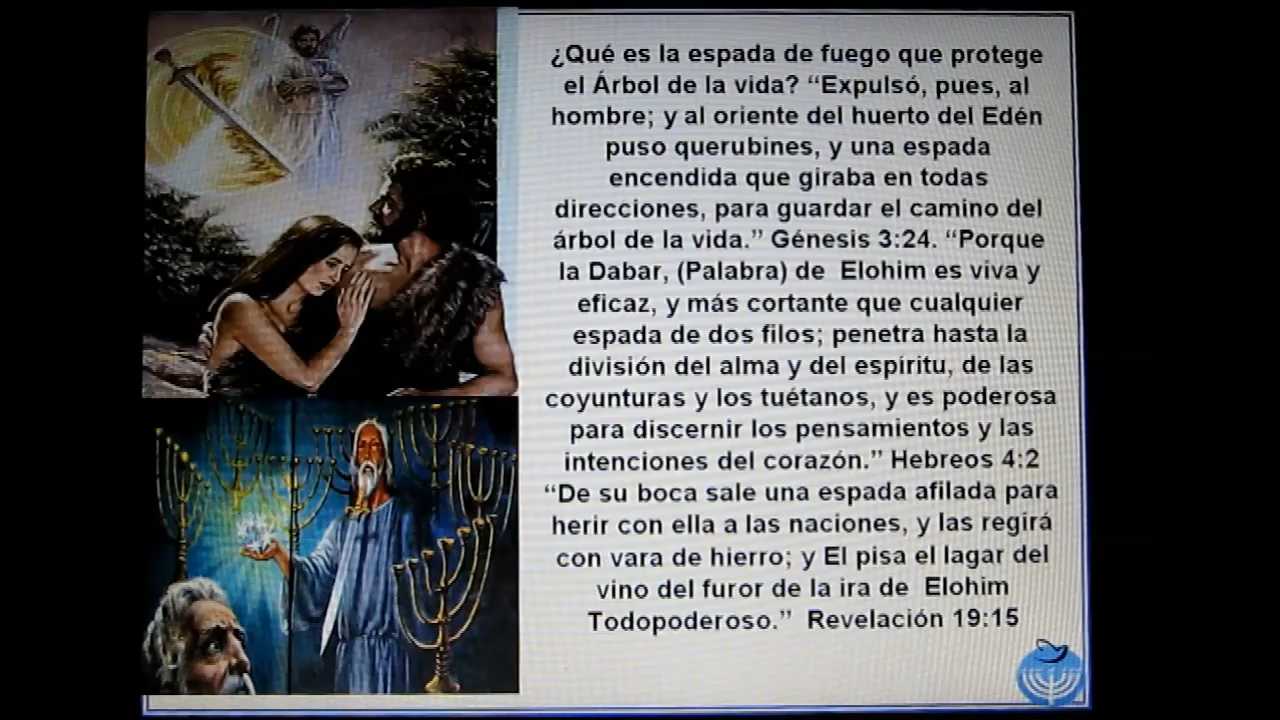 ¿Qué es la espada de fuego que protege
el Árbol de la vida? “Expulsó, pues, al
hombre; y al oriente del huerto del Edén
puso querubines, y una espada
encendida que giraba en todas
direcciones, para guardar el camino del
árbol de la vida.” Génesis 3:24. “Porque
la Dabar, (Palabra) de Elohim es viva y
eficaz, y más cortante que cualquier
espada de dos filos; penetra hasta la
división del alma y del espíritu, de las
coyunturas y los tuétanos, y es poderosa
para discernir los pensamientos y las
intenciones del corazón.” Hebreos 4:2
“De su boca sale una espada afilada para
herir con ella a las naciones, y las regirá
con vara de hierro; y El pisa el lagar del
vino del furor de la ira de Elohim
Todopoderoso.” Revelación 19:15